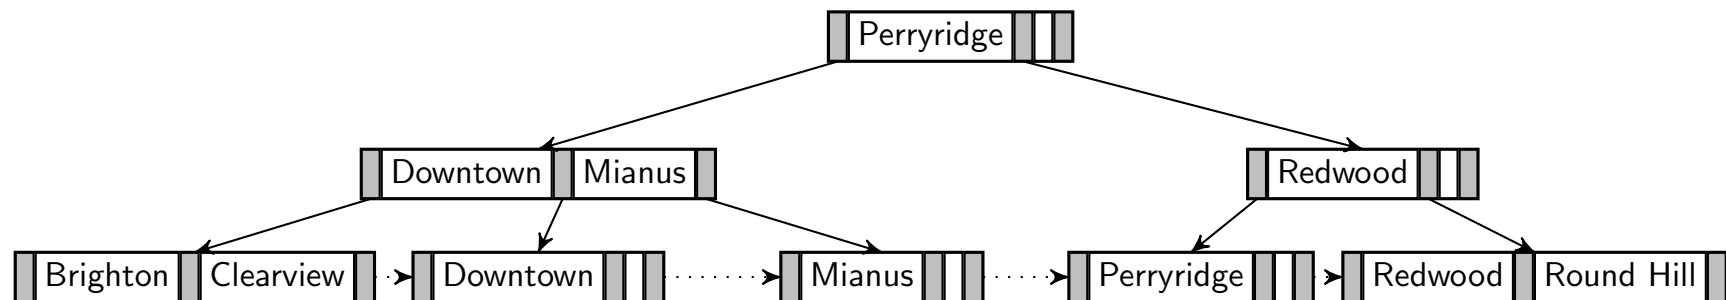 Perryridge
Downtown Mianus Redwood
Brighton Clearview Downtown Mianus Perryridge Redwood Round Hill